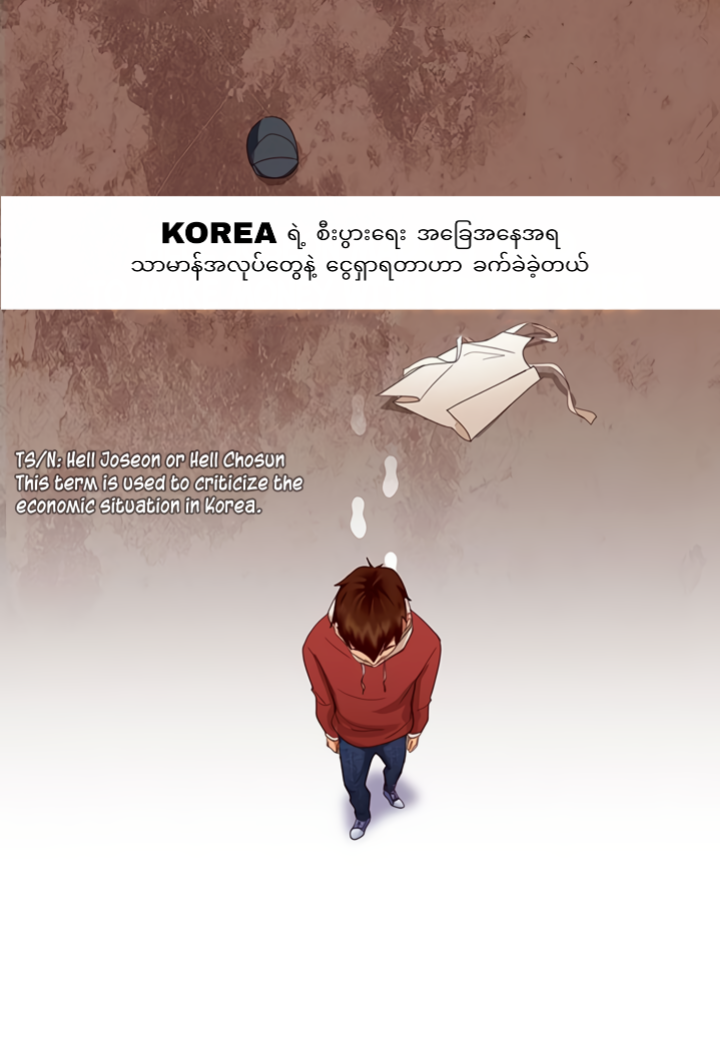 KOREA ရဲ့ စီးပွားရေး အခြေအနေအရ
သာမာန်အလုပ်တွေနဲ့ ငွေရှာရတာဟာ ခက်ခဲခဲ့တယ်
TS/N: Hell Joseon or Hell Chosun
This term is used to criticize the
economic situation in Korea.